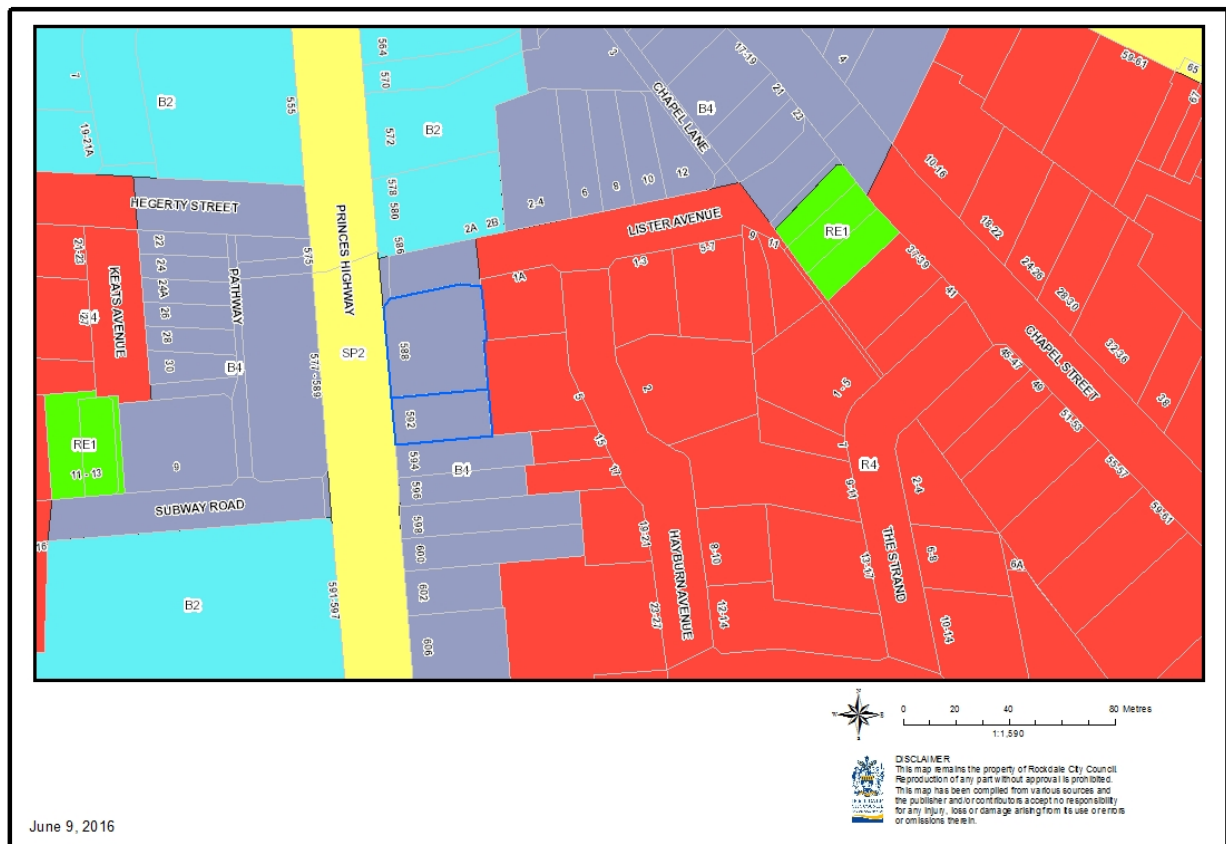 564
3
17-19
4
59-61
65
7
555
570
21
67
B2
B4
CHAPEL LANE
23
19-21A
572
B2
10-16
12
10
8
6
2-4
578
580
18-22
HEGERTY STREET
PRINCES HIGHWAY
2A
2B
LISTER AVENUE
RE1
22
21-23
575
586
9
11
5-7
1-3
37-39
24-26
24
KEATS AVENUE
PATHWAY
1A
28-30
24A
41
26
SP2
588
CHAPEL STREET
32-36
28
45-47
30
B4
577 - 589
5
2
1 - 5
49
38
592
51-53
RE1
15
7
11 - 13
9
594
B4
17
R4
55-57
596
9-11
2-4
SUBWAY ROAD
598
19-21
HAYBURN AVENUE
59-61
16
600
8-10
13-17
THE STRAND
6-8
6A
B2
591-597
602
23-27
12-14
10-14
606
0 20 40 80 Metres
1:1,590
DISCLAIMER
This map remains the property of Rockdale City Council.
Reproduction of any part without approval is prohibited.
This map has been compiled from various sources and
the publisher and/or contributors accept no responsibility
for any injury, loss or damage arising from its use or errors
or omissions therein.
June 9, 2016